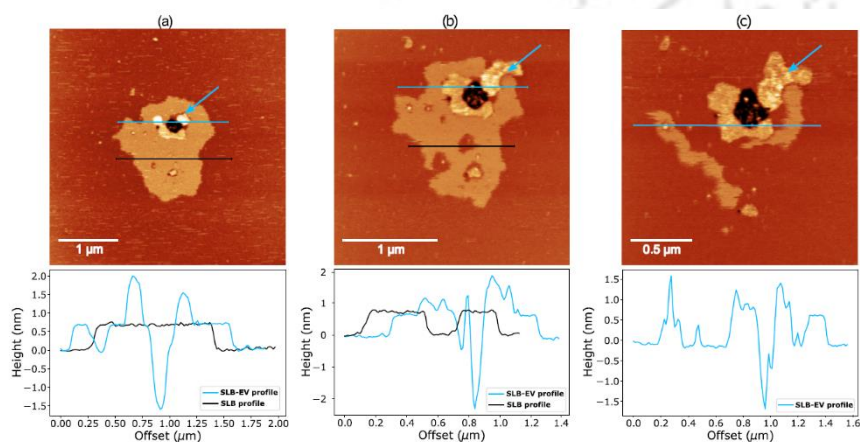 (a) (b) (c)
1 µm 1 µm 0.5 µm
Height (nm)
2.0
1.5
1.0
0.5
0.0
−0.5
−1.0
−1.5
0.00 0.25 0.50 0.75 1.00 1.25 1.50 1.75 2.00
Offset (µm)
SLB-EV profile
SLB profile
Height (nm)
2
1
0
−1
−2
0.0 0.2 0.4 0.6 0.8 1.0 1.2 1.4
Offset (µm)
SLB-EV profile
SLB profile
Height (nm)
1.5
1.0
0.5
0.0
−0.5
−1.0
−1.5
0.0 0.2 0.4 0.6 0.8 1.0 1.2 1.4 1.6
Offset (µm)
SLB-EV profile